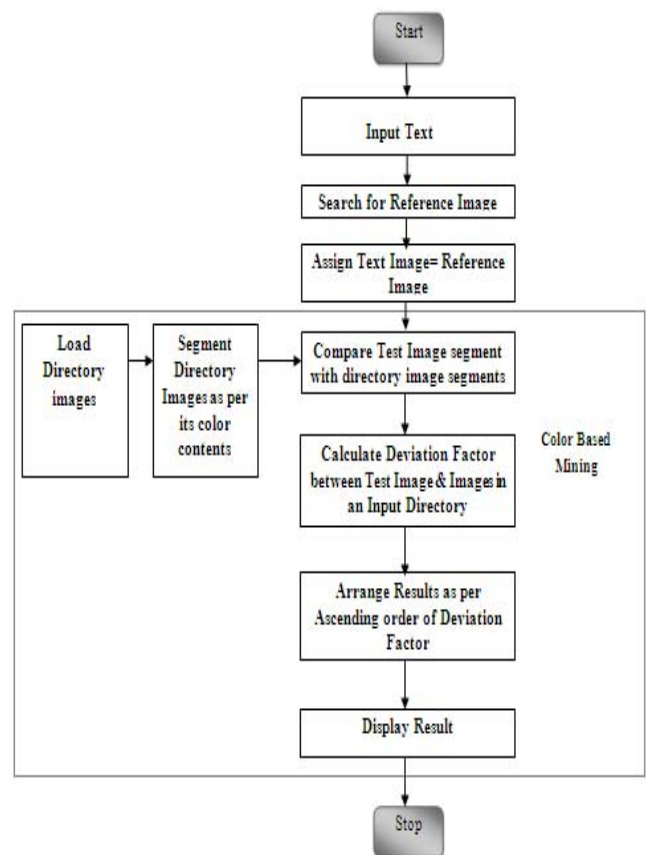 Start
Input Text
Search for Reference Image
Assign Text Image= Reference
Image
Load
Directory
images
Segment
Directory
Images as per
its color
contents
Compare Test Image segment
with directory image segments
Calculate Deviation Factor
between Test Image & Images in
an Input Directory
Color Based
Mining
Arrange Results as per
Ascending order of Deviation
Factor
Display Result
Stop